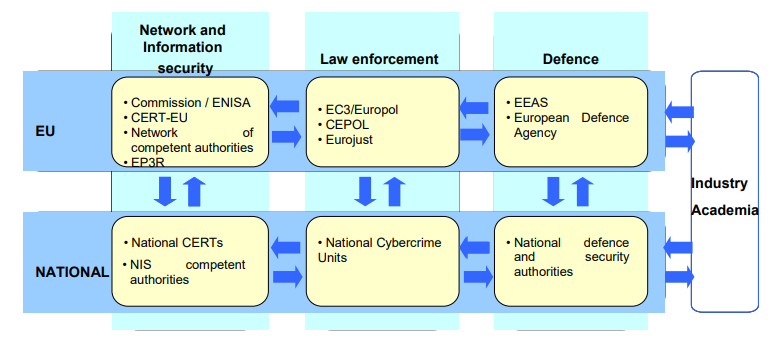 Network and
Information
security
Law enforcement
Defence
EU
• Commission / ENISA
• CERT-EU
• Network of
competent authorities
• EP3R
• EC3/Europol
• CEPOL
• Eurojust
• EEAS
• European Defence
Agency
Industry
Academia
NATIONAL
• National CERTs
• NIS competent
authorities
• National Cybercrime
Units
• National defence
and security
authorities